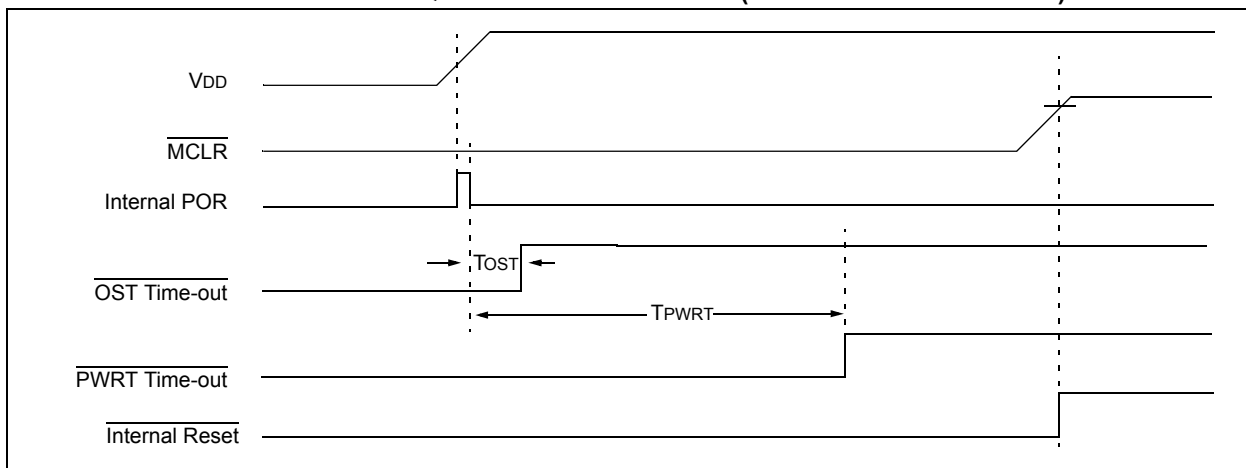 VDD
MCLR
Internal POR
TOST
OST Time-out
TPWRT
PWRT Time-out
Internal Reset